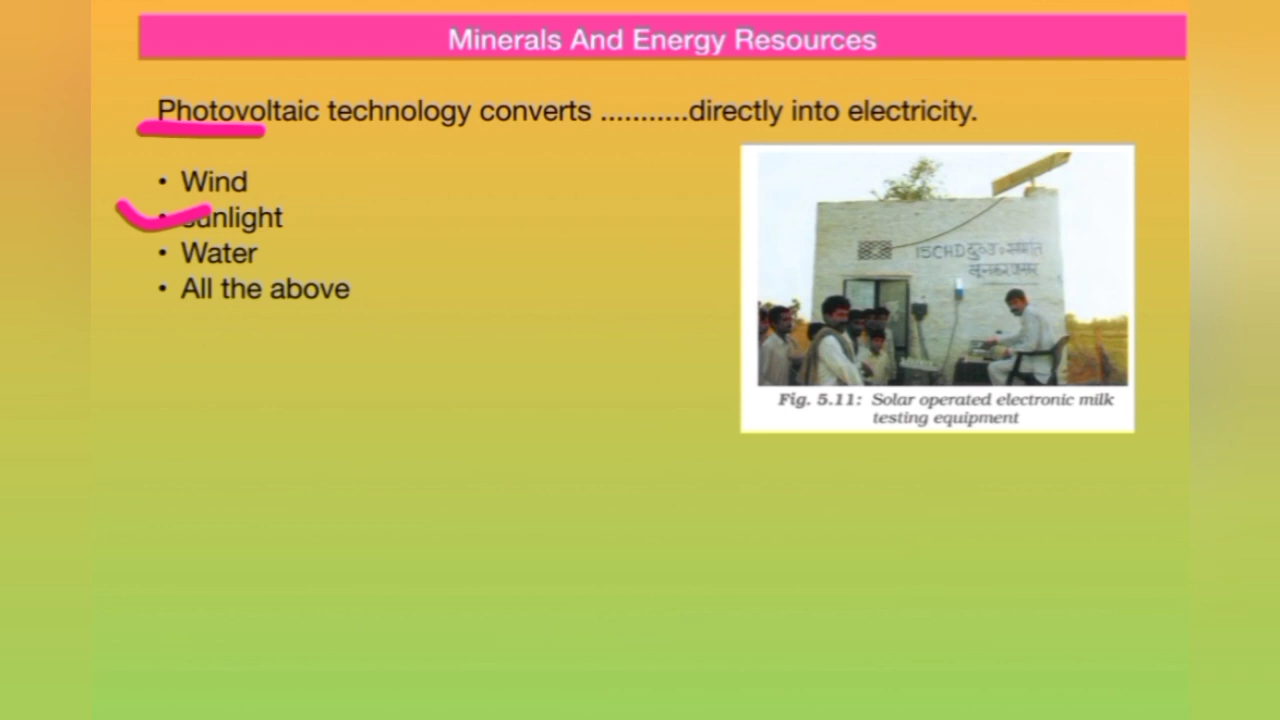 Minerals And Energy Resources
Photovoltaic technology converts ...........directly into electricity.
• Wind
• sunlight
• Water
• All the above
15CHD
Fig. 5.11: Solar operated electronic milk
testing equipment